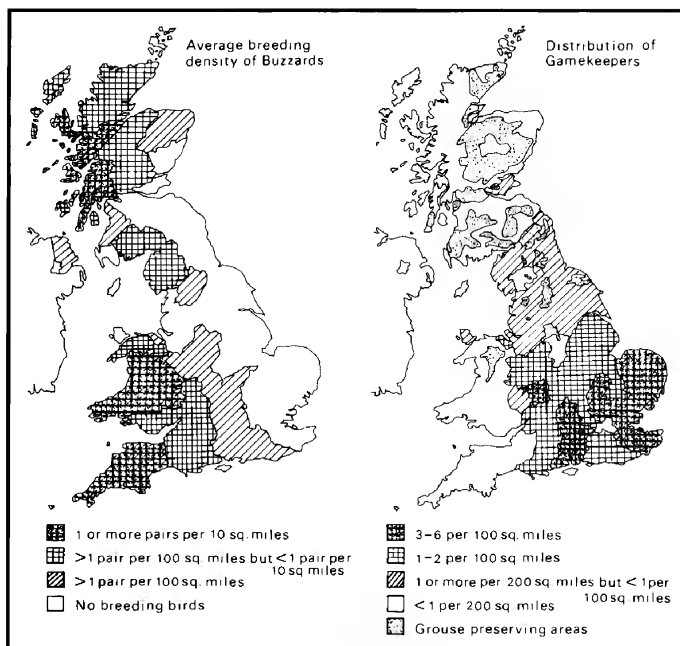 Average breeding
density of Buzzards
1 or more pairs per 10 sq. miles
>1 pair per 100 sq. miles but <1 pair per
10 sq miles
>1 pair per 100 sq. miles
No breeding birds
Distribution of
Gamekeepers
3-6 per 100 sq. miles
1-2 per 100 sq. miles
1 or more per 200 sq miles but <1 per
100 sq. miles
<1 per 200 sq. miles
Grouse preserving areas